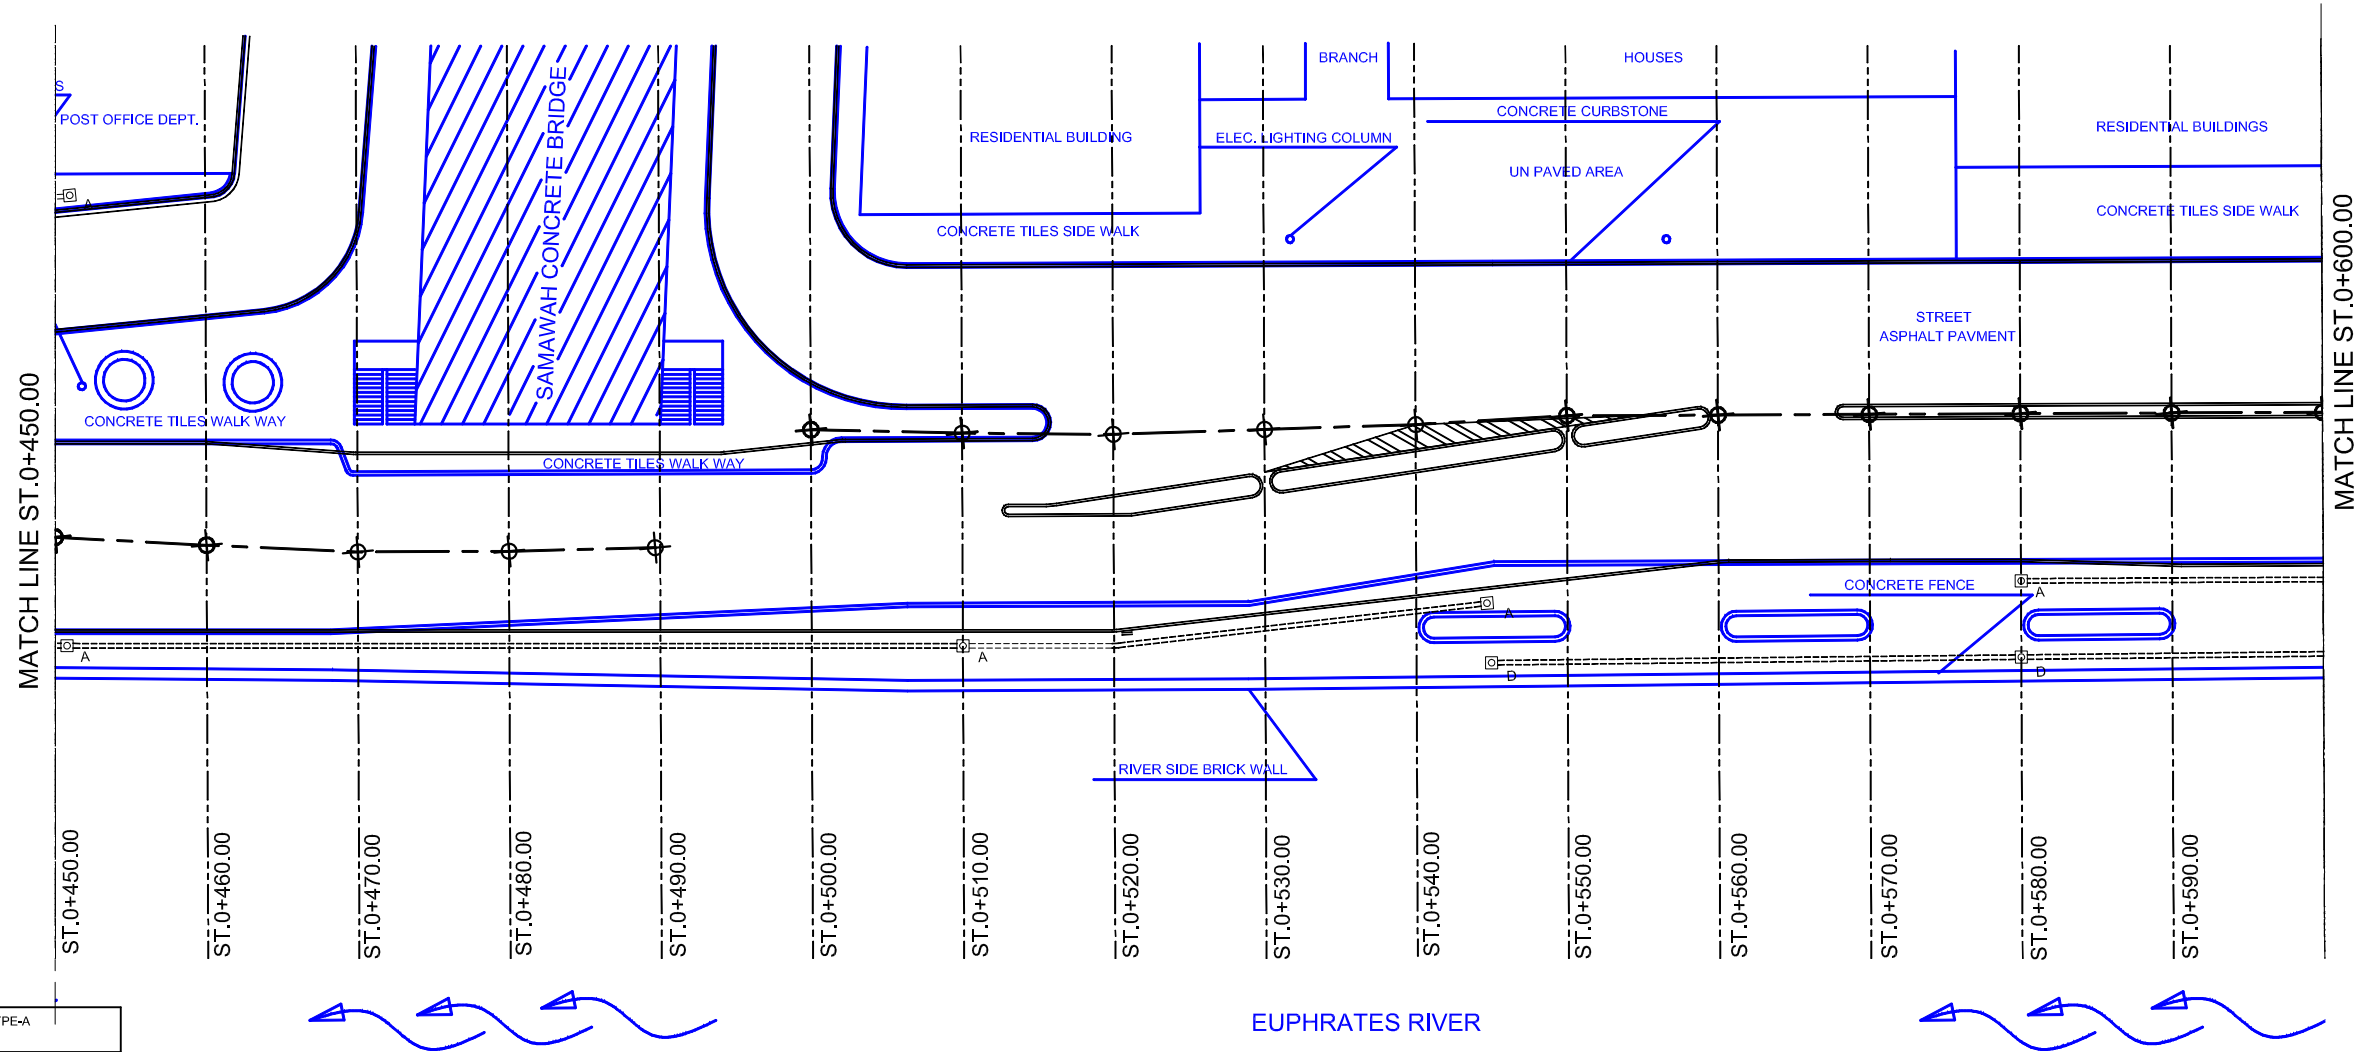 S
POST OFFICE DEPT.
A
SAMAWAH CONCRETE BRIDGE
RESIDENTIAL BUILDING
CONCRETE TILES SIDE WALK
BRANCH
ELEC. LIGHTING COLUMN
HOUSES
CONCRETE CURBSTONE
UN PAVED AREA
RESIDENTIAL BUILDINGS
CONCRETE TILES SIDE WALK
STREET
ASPHALT PAVMENT
MATCH LINE ST.0+450.00
MATCH LINE ST.0+600.00
CONCRETE TILES WALK WAY
CONCRETE TILES WALK WAY
CONCRETE FENCE
A
A
A
A
D
D
RIVER SIDE BRICK WALL
ST.0+450.00
ST.0+460.00
ST.0+470.00
ST.0+480.00
ST.0+490.00
ST.0+500.00
ST.0+510.00
ST.0+520.00
ST.0+530.00
ST.0+540.00
ST.0+550.00
ST.0+560.00
ST.0+570.00
ST.0+580.00
ST.0+590.00
YPE-A
EUPHRATES RIVER